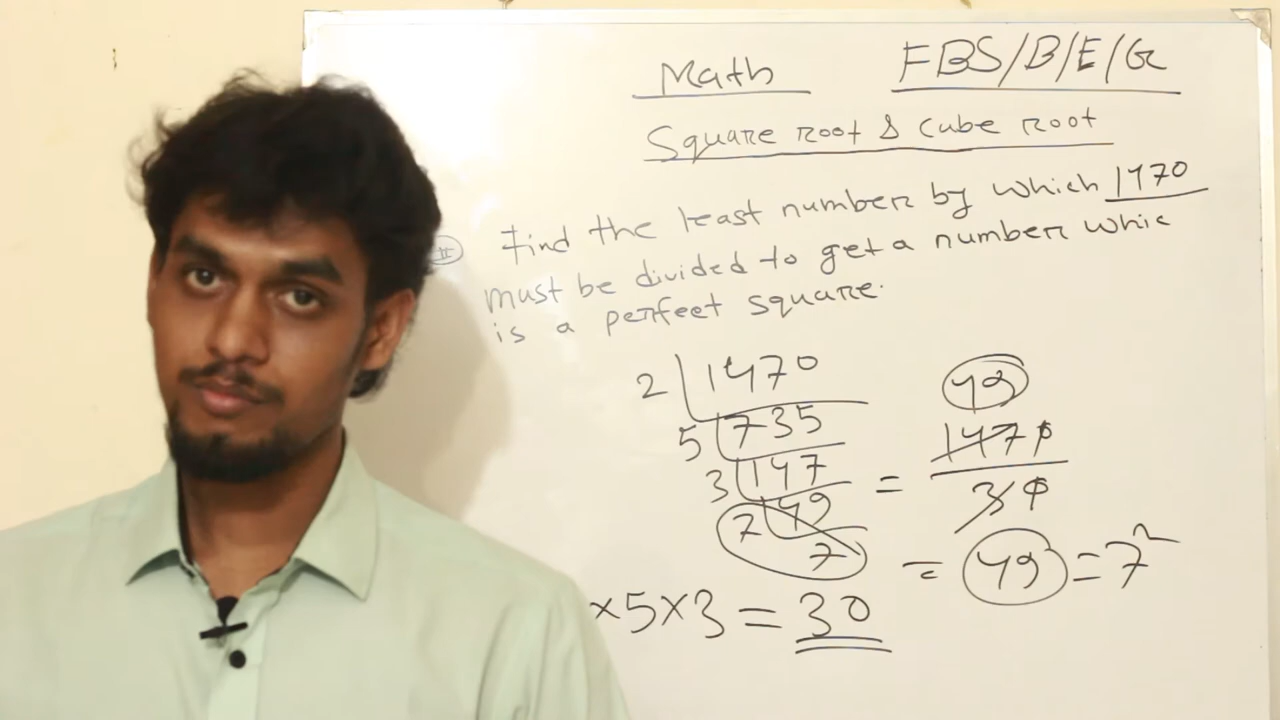 Math
FBS/B/E/G
Square root & Cube root
Find the least number by which 1470
must be divided to get a number whic
is a perfect square.
2 | 1470
5 | 735
3 | 147
7 | 49
7
= 1470 / 30
49
= 49 = 7²
×5×3 = 30